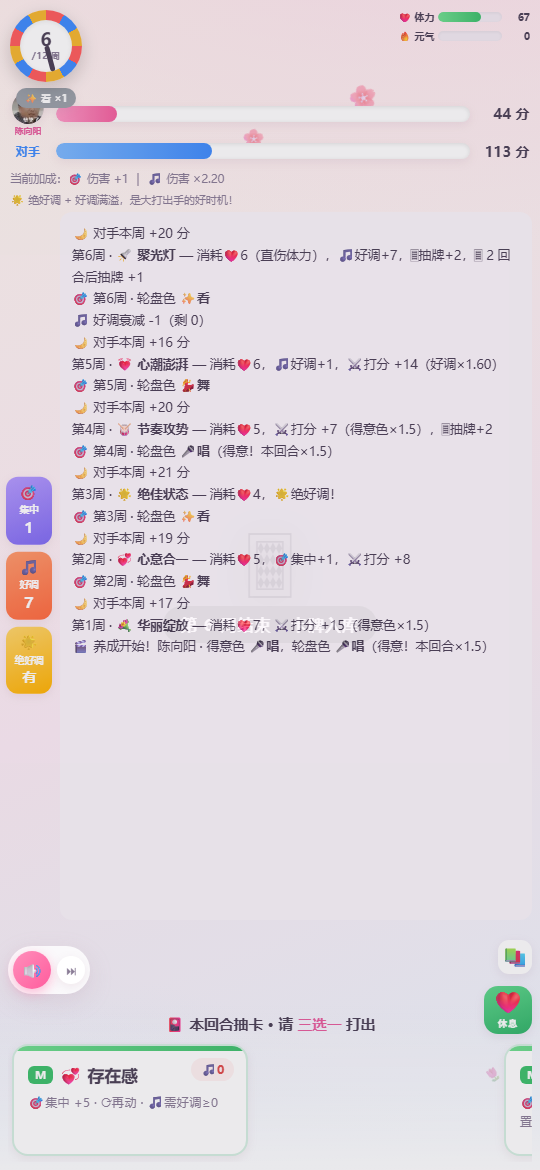 6
/12周
体力 67
元气 0
看 ×1
陈向阳
44 分
对手
113 分
当前加成： 伤害 +1 | 伤害 ×2.20
绝好调 + 好调满溢，是大打出手的好时机！
对手本周 +20 分
第6周 · 聚光灯 — 消耗❤6（直伤体力），🎵好调+7，🂠抽牌+2，🂠 2 回
合后抽牌 +1
第6周 · 轮盘色 ✨看
好调衰减 -1（剩 0）
对手本周 +16 分
第5周 · 心潮澎湃 — 消耗❤6，🎵好调+1，⚔打分 +14（好调×1.60）
第5周 · 轮盘色 💃舞
对手本周 +20 分
第4周 · 节奏攻势 — 消耗❤5，⚔打分 +7（得意色×1.5），🂠抽牌+2
第4周 · 轮盘色 🎤唱（得意！本回合×1.5）
对手本周 +21 分
第3周 · 绝佳状态 — 消耗❤4，🌟绝好调！
第3周 · 轮盘色 ✨看
对手本周 +19 分
第2周 · 心意合一 — 消耗❤5，🎯集中+1，⚔打分 +8
第2周 · 轮盘色 💃舞
对手本周 +17 分
第1周 · 华丽绽放 — 消耗❤7，⚔打分 +15（得意色×1.5）
养成开始！陈向阳 · 得意色 🎤唱，轮盘色 🎤唱（得意！本回合×1.5）
集中
1
好调
7
绝好调
有
休息
本回合抽卡 · 请 三选一 打出
M 存在感 🎵0
🎯集中 +5 · ⟳再动 · 🎵需好调≥0